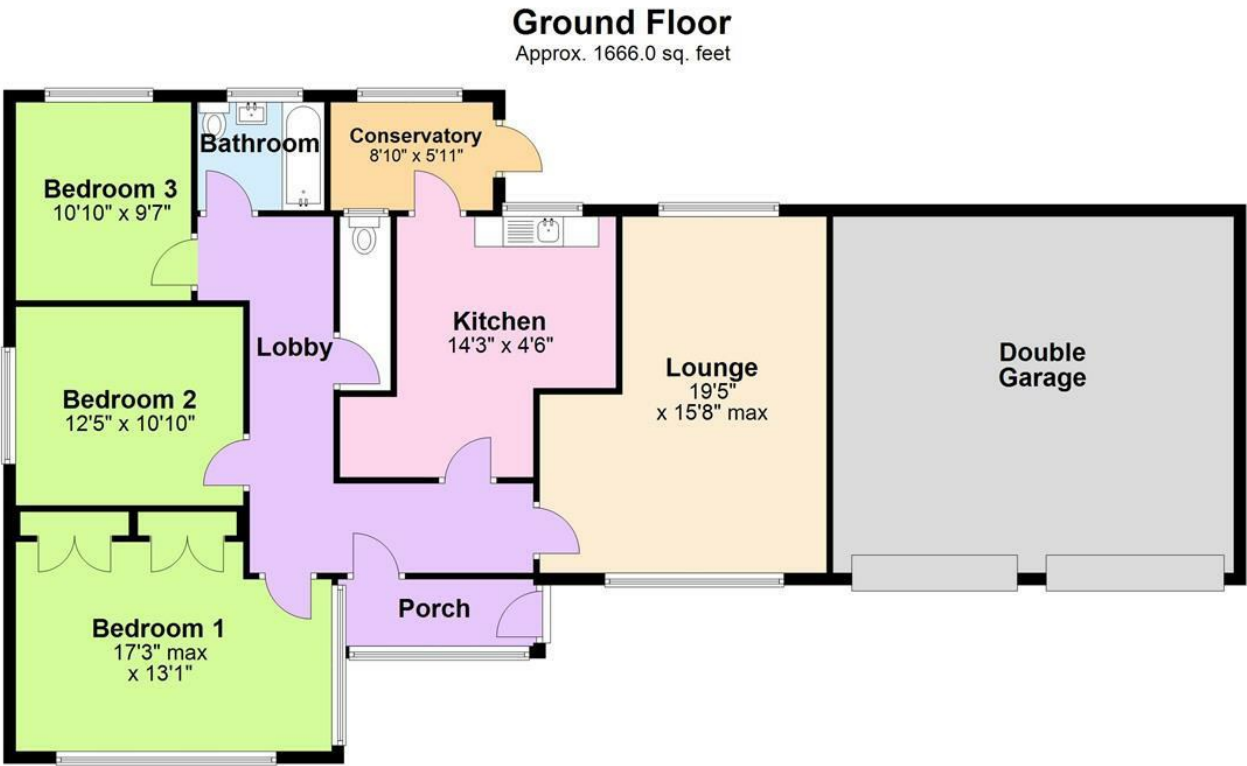 Ground Floor
Approx. 1666.0 sq. feet
Bedroom 3
10'10" x 9'7"
Bathroom
Conservatory
8'10" x 5'11"
Bedroom 2
12'5" x 10'10"
Lobby
Kitchen
14'3" x 4'6"
Lounge
19'5"
x 15'8" max
Double
Garage
Bedroom 1
17'3" max
x 13'1"
Porch